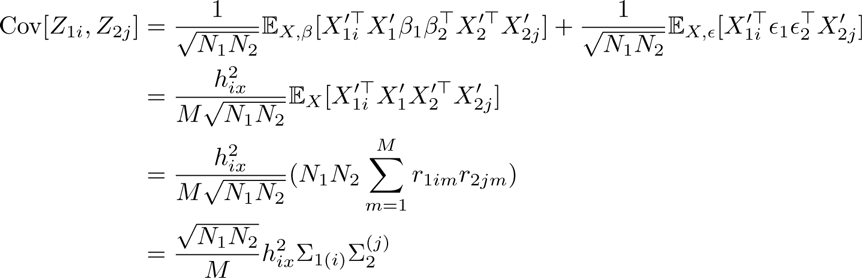 \text{Cov}[Z_{1i}, Z_{2j}] = \frac{1}{\sqrt{N_1 N_2}} \mathbb{E}_{X,\beta}[X_{1i}'^{\top} X_1' \beta_1 \beta_2^{\top} X_2'^{\top} X_{2j}'] + \frac{1}{\sqrt{N_1 N_2}} \mathbb{E}_{X,\epsilon}[X_{1i}'^{\top} \epsilon_1 \epsilon_2^{\top} X_{2j}']
= \frac{h_{ix}^2}{M\sqrt{N_1 N_2}} \mathbb{E}_X[X_{1i}'^{\top} X_1' X_2'^{\top} X_{2j}']
= \frac{h_{ix}^2}{M\sqrt{N_1 N_2}} (N_1 N_2 \sum_{m=1}^{M} r_{1im} r_{2jm})
= \frac{\sqrt{N_1 N_2}}{M} h_{ix}^2 \Sigma_{1(i)} \Sigma_2^{(j)}